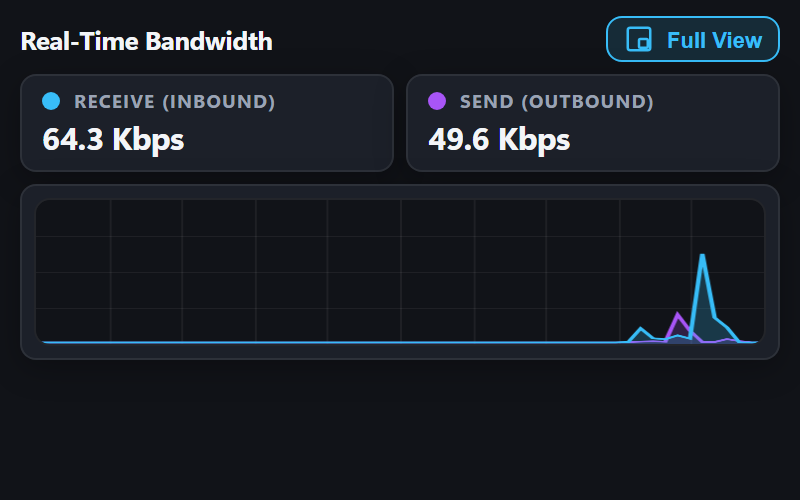 Real-Time Bandwidth
Full View
RECEIVE (INBOUND)
64.3 Kbps
SEND (OUTBOUND)
49.6 Kbps